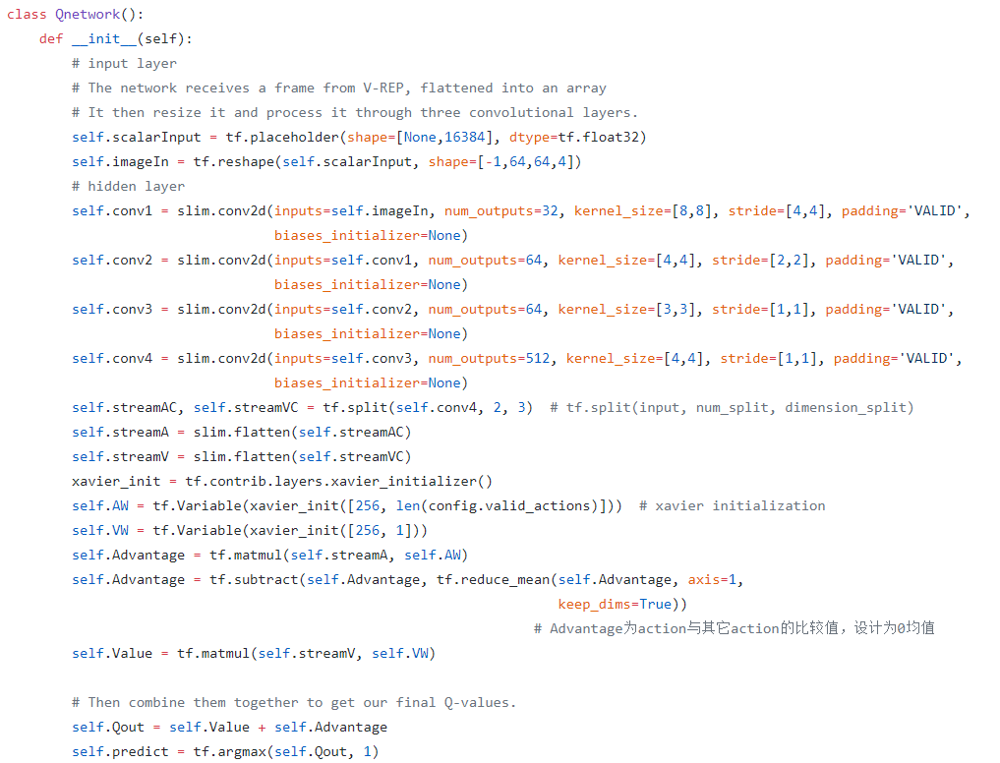 class Qnetwork():
    def __init__(self):
        # input layer
        # The network receives a frame from V-REP, flattened into an array
        # It then resize it and process it through three convolutional layers.
        self.scalarInput = tf.placeholder(shape=[None,16384], dtype=tf.float32)
        self.imageIn = tf.reshape(self.scalarInput, shape=[-1,64,64,4])
        # hidden layer
        self.conv1 = slim.conv2d(inputs=self.imageIn, num_outputs=32, kernel_size=[8,8], stride=[4,4], padding='VALID',
                                 biases_initializer=None)
        self.conv2 = slim.conv2d(inputs=self.conv1, num_outputs=64, kernel_size=[4,4], stride=[2,2], padding='VALID',
                                 biases_initializer=None)
        self.conv3 = slim.conv2d(inputs=self.conv2, num_outputs=64, kernel_size=[3,3], stride=[1,1], padding='VALID',
                                 biases_initializer=None)
        self.conv4 = slim.conv2d(inputs=self.conv3, num_outputs=512, kernel_size=[4,4], stride=[1,1], padding='VALID',
                                 biases_initializer=None)
        self.streamAC, self.streamVC = tf.split(self.conv4, 2, 3)  # tf.split(input, num_split, dimension_split)
        self.streamA = slim.flatten(self.streamAC)
        self.streamV = slim.flatten(self.streamVC)
        xavier_init = tf.contrib.layers.xavier_initializer()
        self.AW = tf.Variable(xavier_init([256, len(config.valid_actions)]))  # xavier initialization
        self.VW = tf.Variable(xavier_init([256, 1]))
        self.Advantage = tf.matmul(self.streamA, self.AW)
        self.Advantage = tf.subtract(self.Advantage, tf.reduce_mean(self.Advantage, axis=1,
                                                                    keep_dims=True))
                                                                 # Advantage为action与其它action的比较值，设计为0均值
        self.Value = tf.matmul(self.streamV, self.VW)

        # Then combine them together to get our final Q-values.
        self.Qout = self.Value + self.Advantage
        self.predict = tf.argmax(self.Qout, 1)